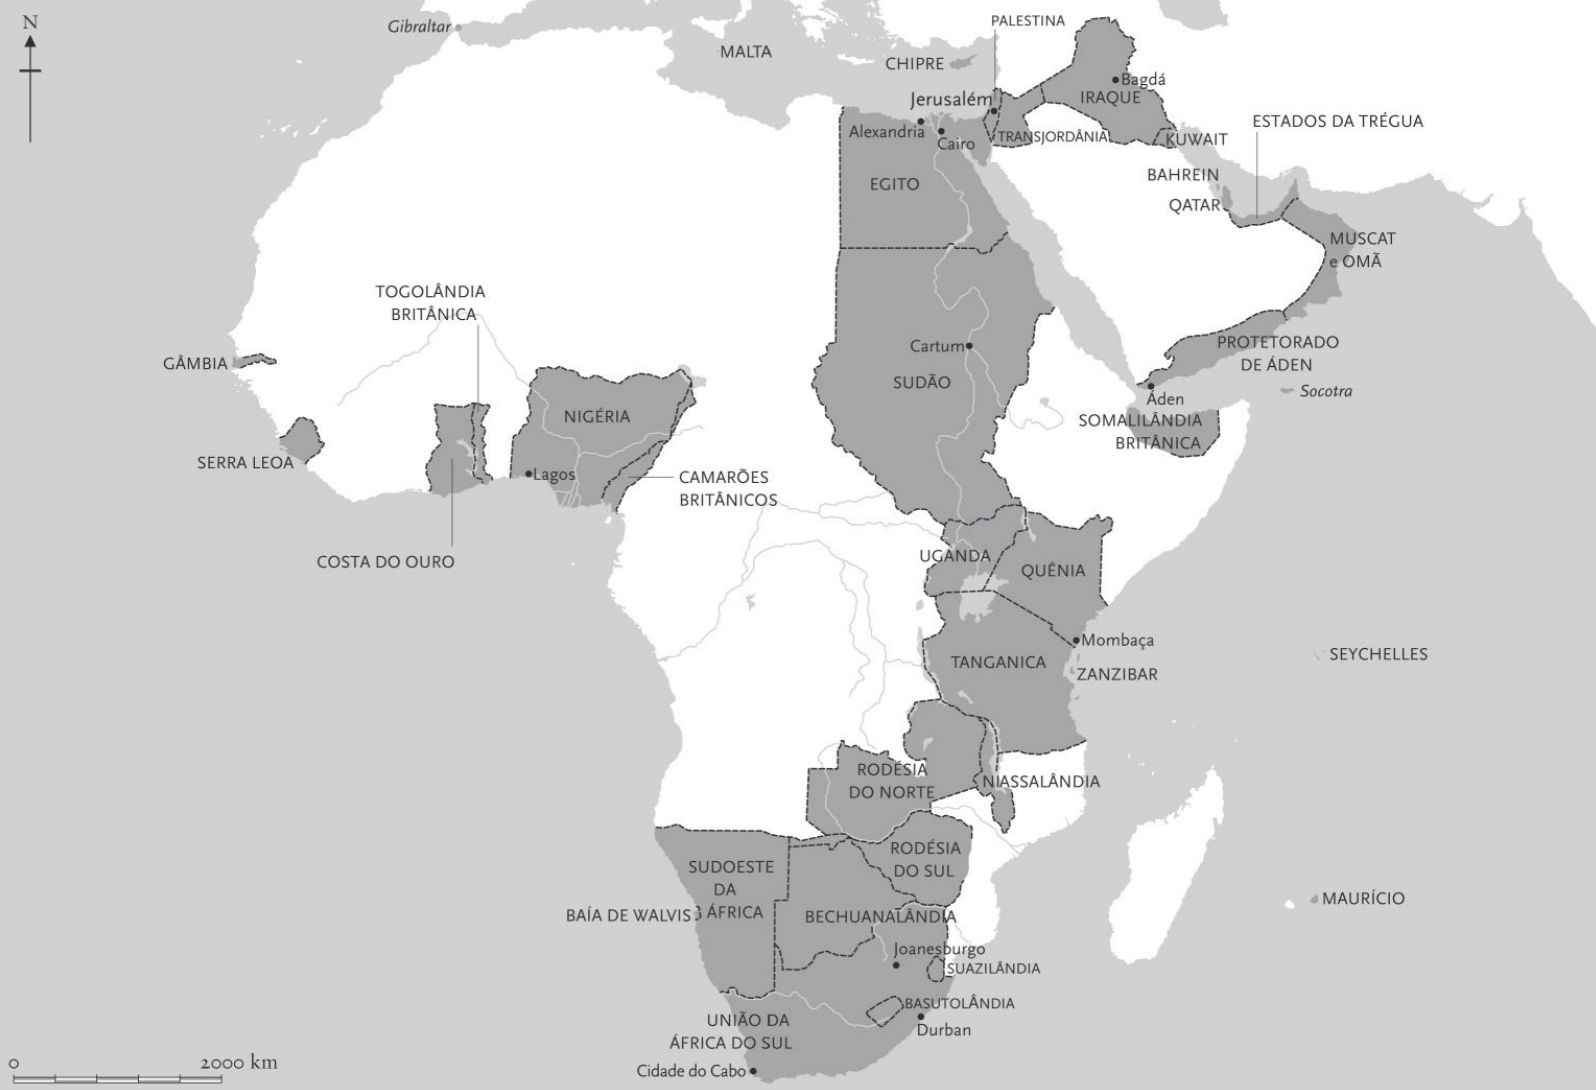 N
Gibraltar
MALTA
PALESTINA
CHIPRE
Bagdá
IRAQUE
Jerusalém
Alexandria
Cairo
TRANSJORDÂNIA
KUWAIT
ESTADOS DA TRÉGUA
BAHREIN
QATAR
EGITO
MUSCAT
e OMÃ
TOGOLÂNDIA
BRITÂNICA
GÂMBIA
Cartum
SUDÃO
PROTETORADO
DE ÁDEN
Socotra
Áden
SOMALILÂNDIA
BRITÂNICA
NIGÉRIA
SERRA LEOA
Lagos
CAMARÕES
BRITÂNICOS
COSTA DO OURO
UGANDA
QUÊNIA
Mombaça
TANGANICA
ZANZIBAR
SEYCHELLES
RODÉSIA
DO NORTE
NIASSALÂNDIA
RODÉSIA
DO SUL
SUDOESTE
DA
ÁFRICA
BAÍA DE WALVIS
BECHUANALÂNDIA
MAURÍCIO
Joanesburgo
SUAZILÂNDIA
BASUTOLÂNDIA
Durban
UNIÃO DA
ÁFRICA DO SUL
Cidade do Cabo
0
2000 km